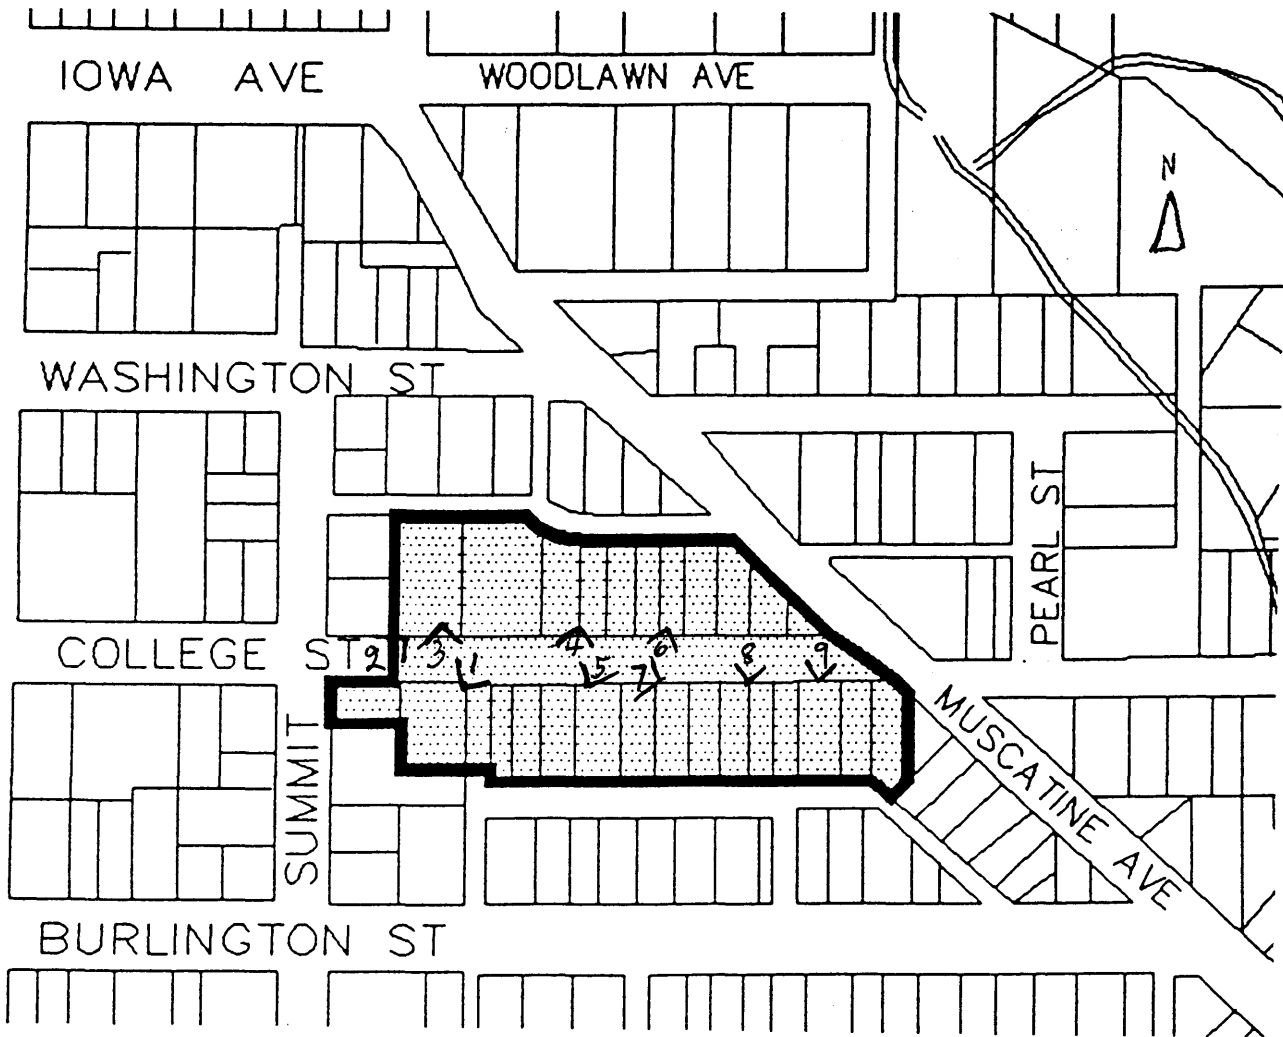 IOWA AVE
WOODLAWN AVE
N
WASHINGTON ST
PEARL ST
COLLEGE ST
2 3 4 6
1 5 7 8 9
SUMMIT
MUSCATINE AVE
BURLINGTON ST